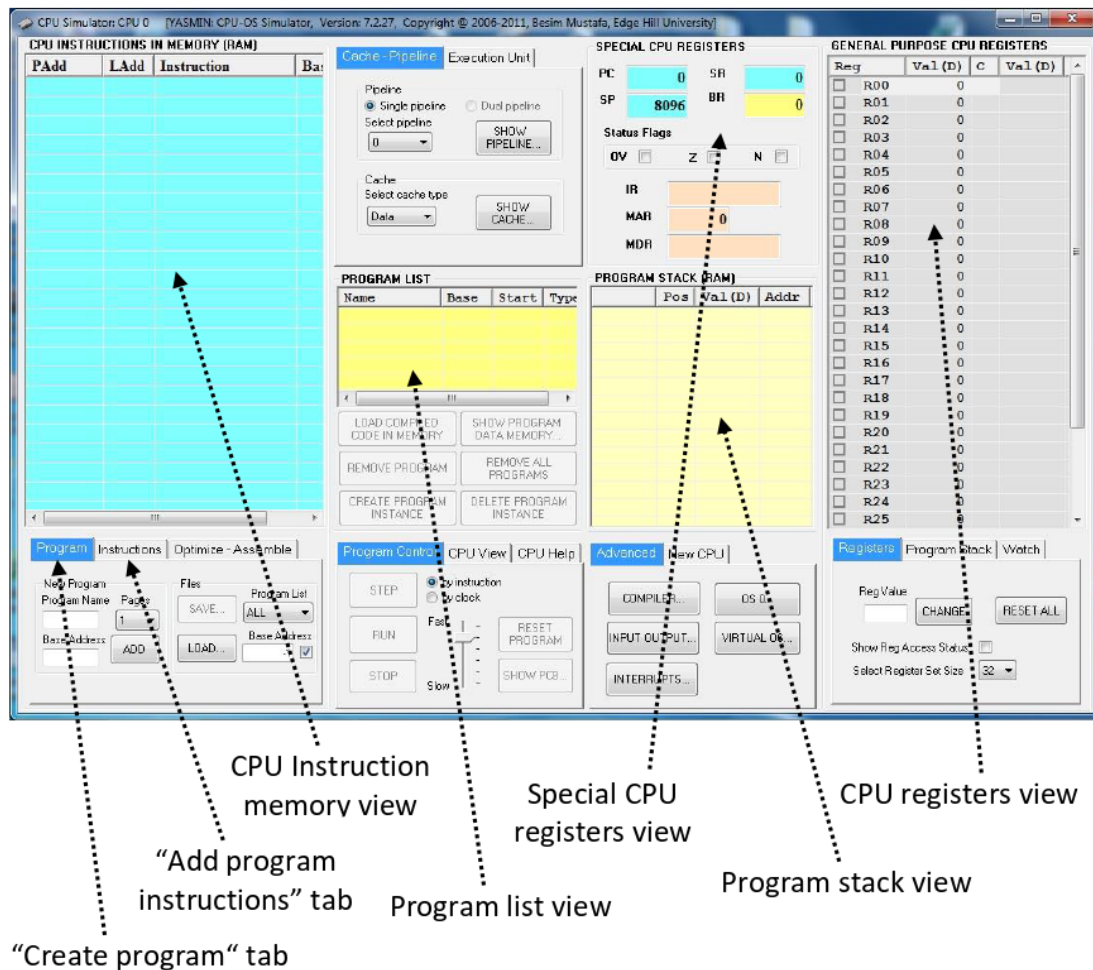 CPU Simulator: CPU 0 [YASMIN: CPU-OS Simulator, Version: 7.2.27, Copyright @ 2006-2011, Besim Mustafa, Edge Hill University]
CPU INSTRUCTIONS IN MEMORY (RAM)
PAdd LAdd Instruction Bas
Cache - Pipeline Execution Unit
Pipeline
Single pipeline Dual pipeline
Select pipeline
0 SHOW PIPELINE...
Cache
Select cache type
Data SHOW CACHE...
SPECIAL CPU REGISTERS
PC 0 SR 0
SP 8096 BR 0
Status Flags
OV Z N
IR
MAR 0
MDR
GENERAL PURPOSE CPU REGISTERS
Reg Val(D) C Val(D)
R00 0
R01 0
R02 0
R03 0
R04 0
R05 0
R06 0
R07 0
R08 0
R09 0
R10 0
R11 0
R12 0
R13 0
R14 0
R15 0
R16 0
R17 0
R18 0
R19 0
R20 0
R21 0
R22 0
R23 0
R24 0
R25 0
PROGRAM LIST
Name Base Start Type
LOAD COMPILED CODE IN MEMORY
SHOW PROGRAM DATA MEMORY...
REMOVE PROGRAM
REMOVE ALL PROGRAMS
CREATE PROGRAM INSTANCE
DELETE PROGRAM INSTANCE
PROGRAM STACK (RAM)
Pos Val(D) Addr
Program Instructions Optimize - Assemble
New Program
Program Name Pages
1
Base Address
ADD
Files
SAVE...
Program List
ALL
LOAD...
Base Address
Program Control CPU View CPU Help
STEP
by instruction
by clock
RUN
Fast
RESET PROGRAM
STOP
Slow
SHOW PCB...
Advanced New CPU
COMPILER... OS 0...
INPUT OUTPUT... VIRTUAL OS...
INTERRUPTS...
Registers Program Stack Watch
Reg Value
CHANGE RESET ALL
Show Reg Access Status
Select Register Set Size 32
CPU Instruction
memory view
Special CPU
registers view
CPU registers view
“Add program
instructions” tab
Program list view
Program stack view
“Create program“ tab